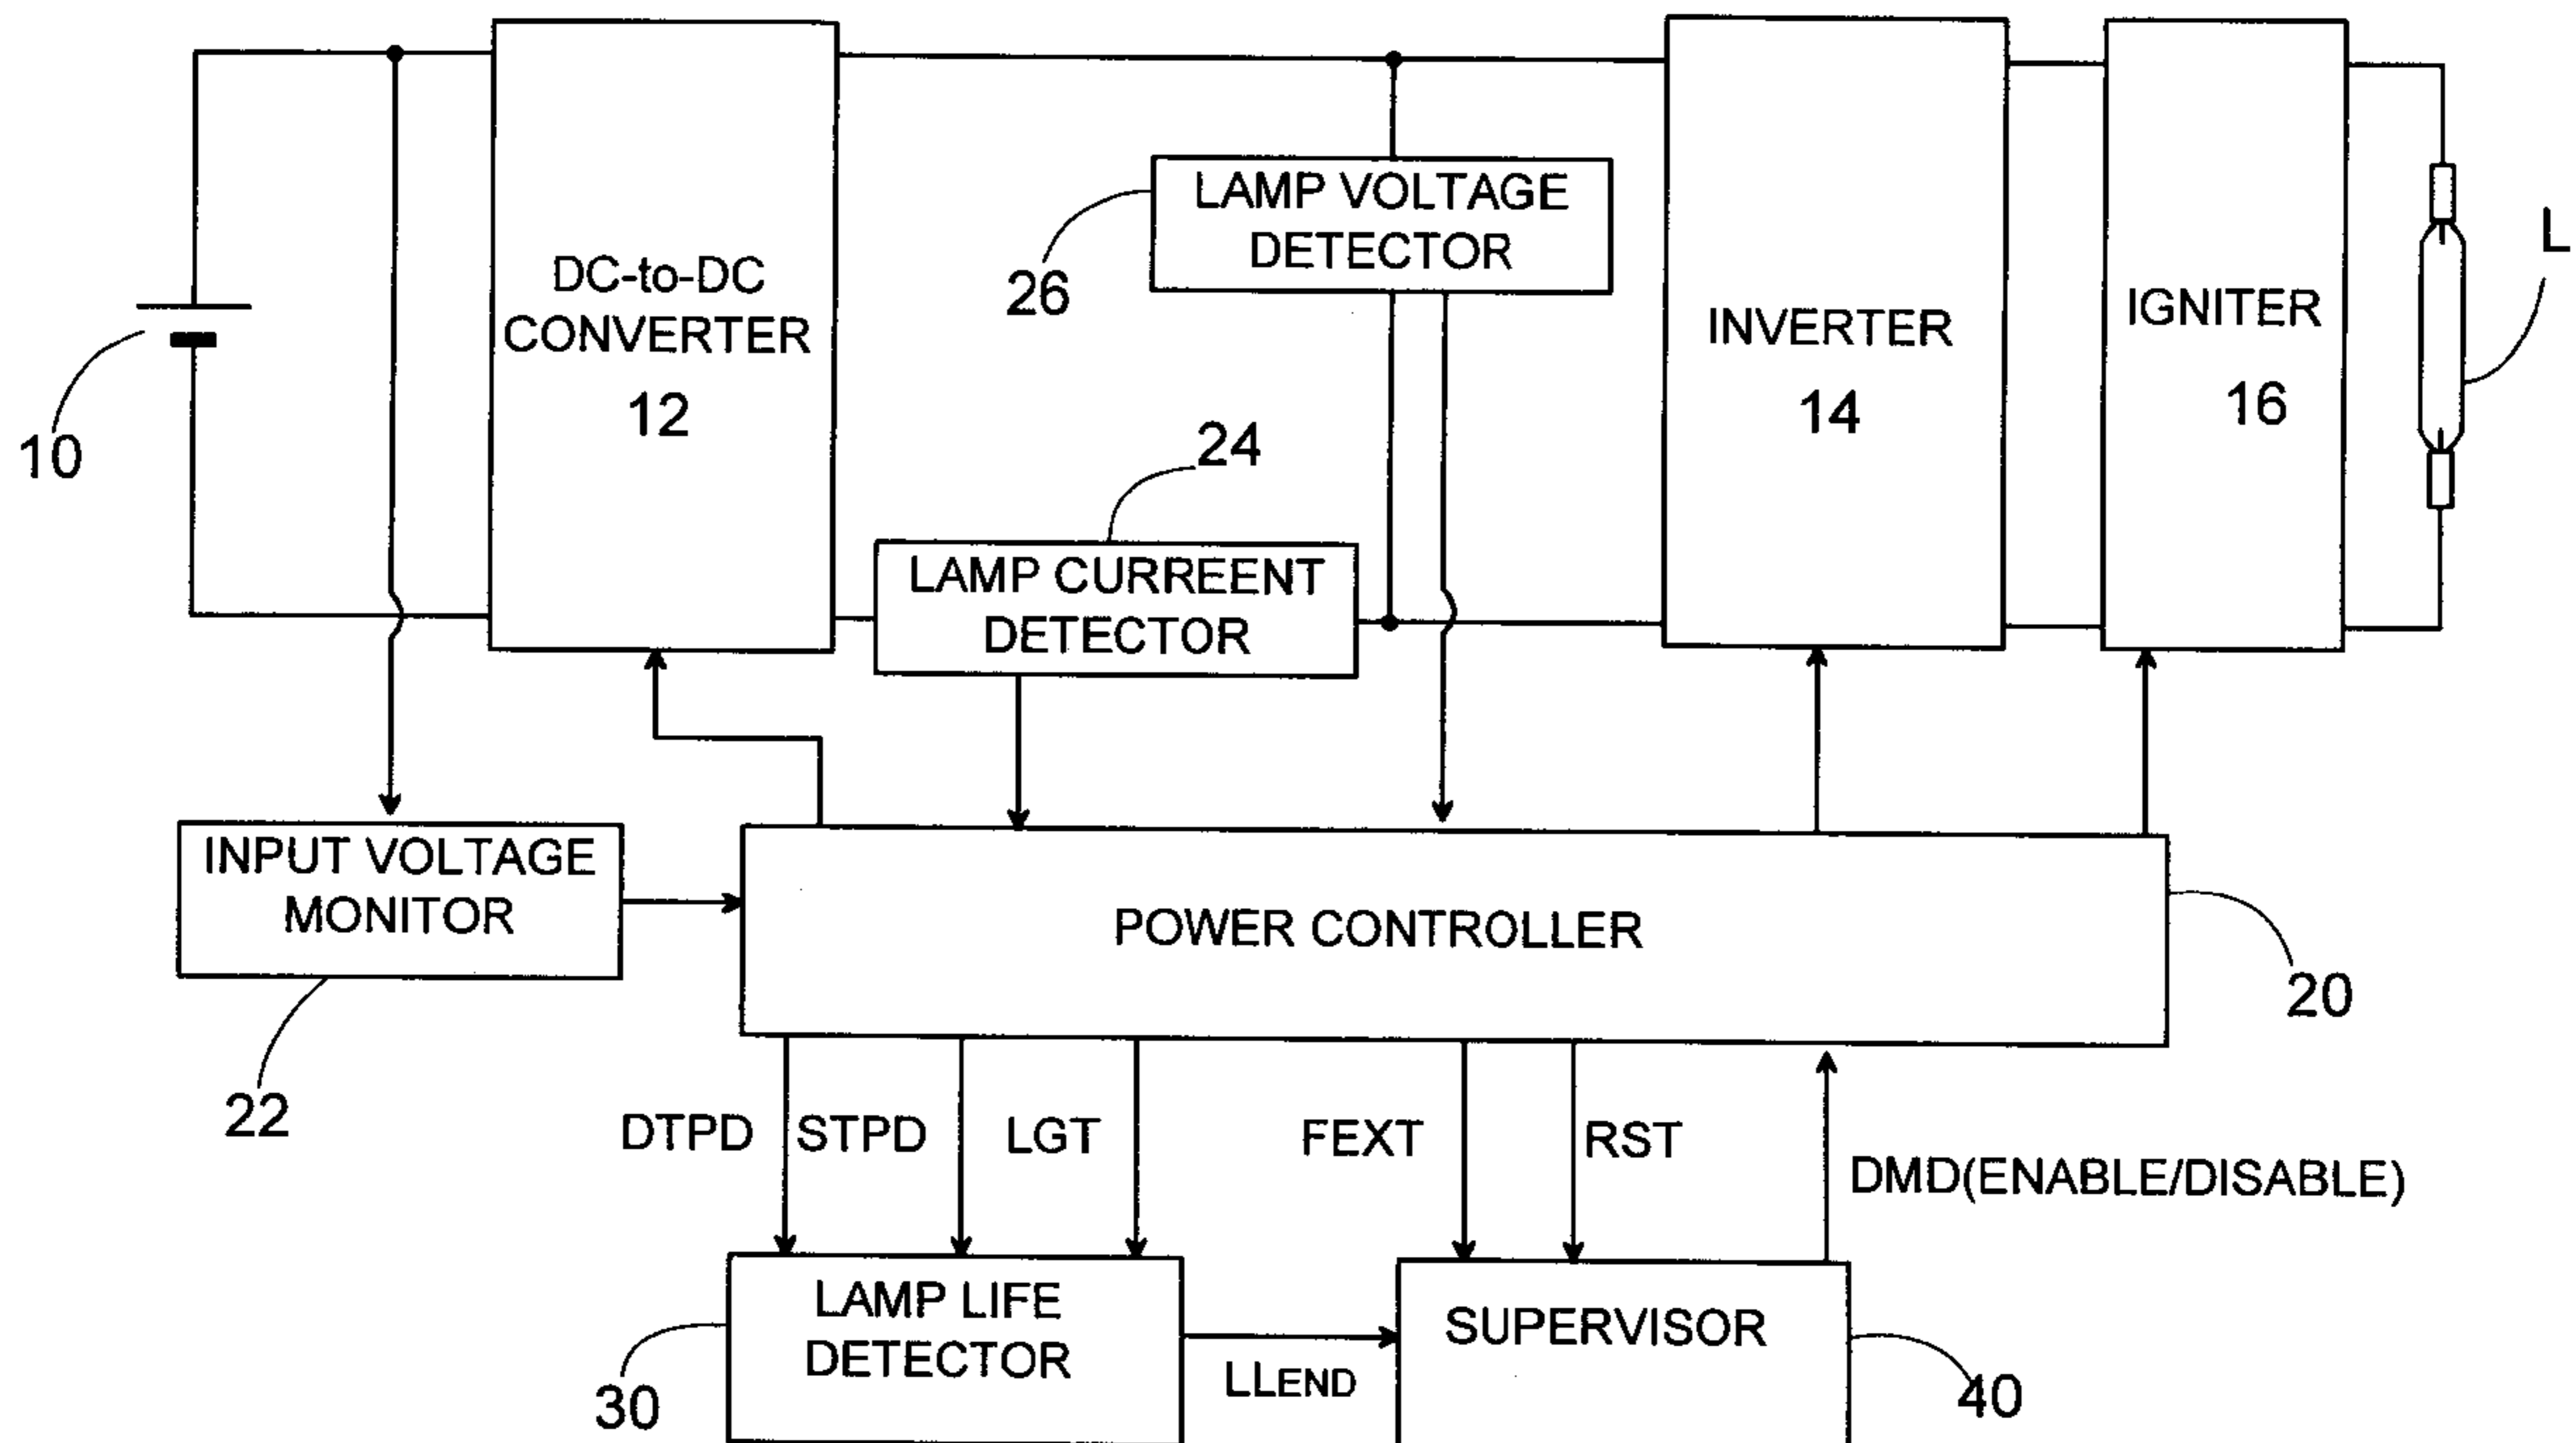 LAMP VOLTAGE
DETECTOR
26
L
DC-to-DC
CONVERTER
12
INVERTER
14
IGNITER
16
10
24
LAMP CURREENT
DETECTOR
INPUT VOLTAGE
MONITOR
22
POWER CONTROLLER
20
DTPD
STPD
LGT
FEXT
RST
DMD(ENABLE/DISABLE)
LAMP LIFE
DETECTOR
30
LLEND
SUPERVISOR
40